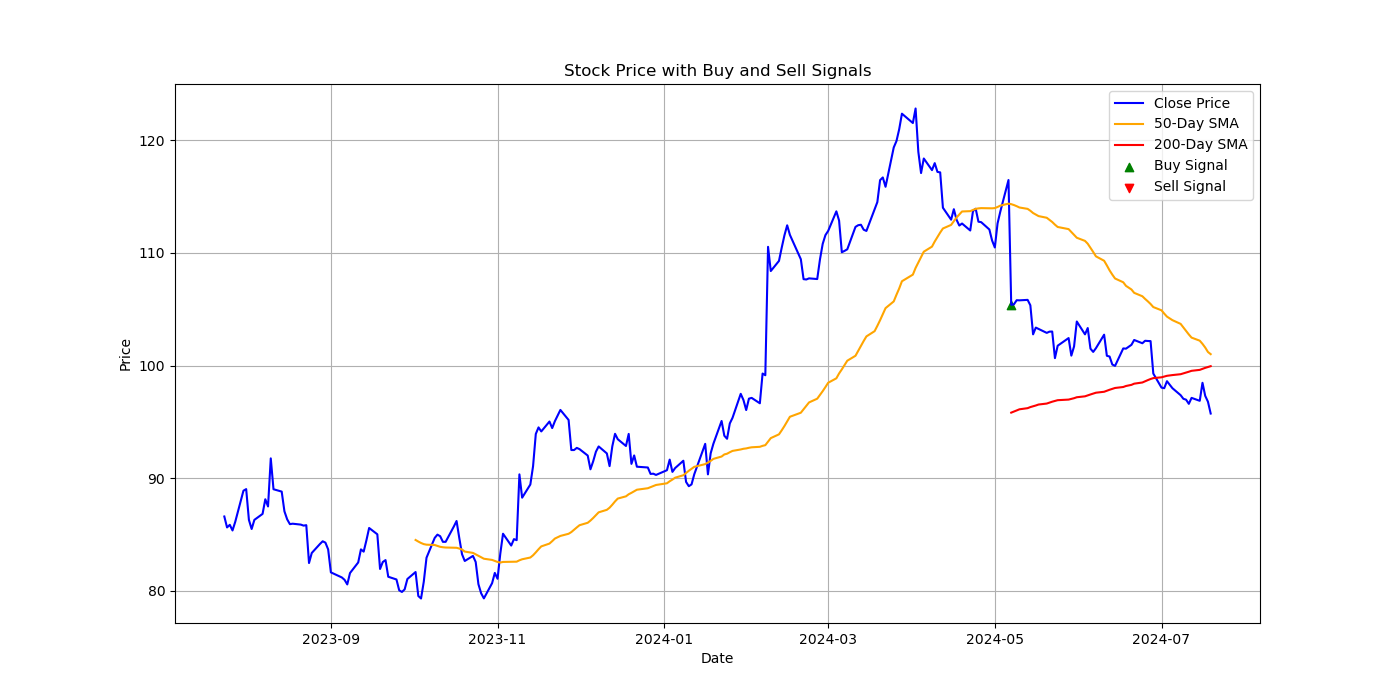 Stock Price with Buy and Sell Signals
Close Price
50-Day SMA
200-Day SMA
Buy Signal
Sell Signal
Price
120
110
100
90
80
2023-09
2023-11
2024-01
2024-03
2024-05
2024-07
Date